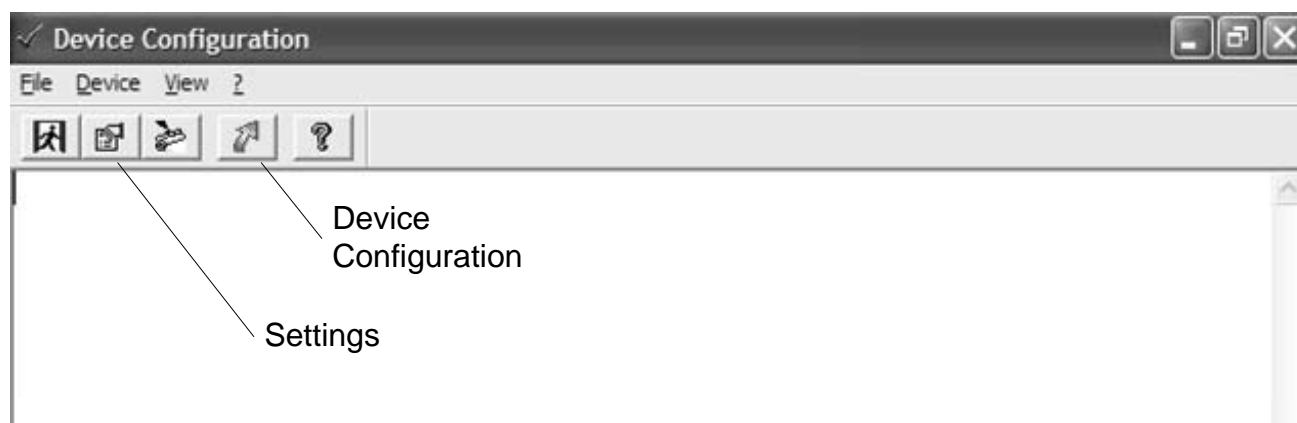 Device Configuration
File Device View ?
?
Device
Configuration
Settings